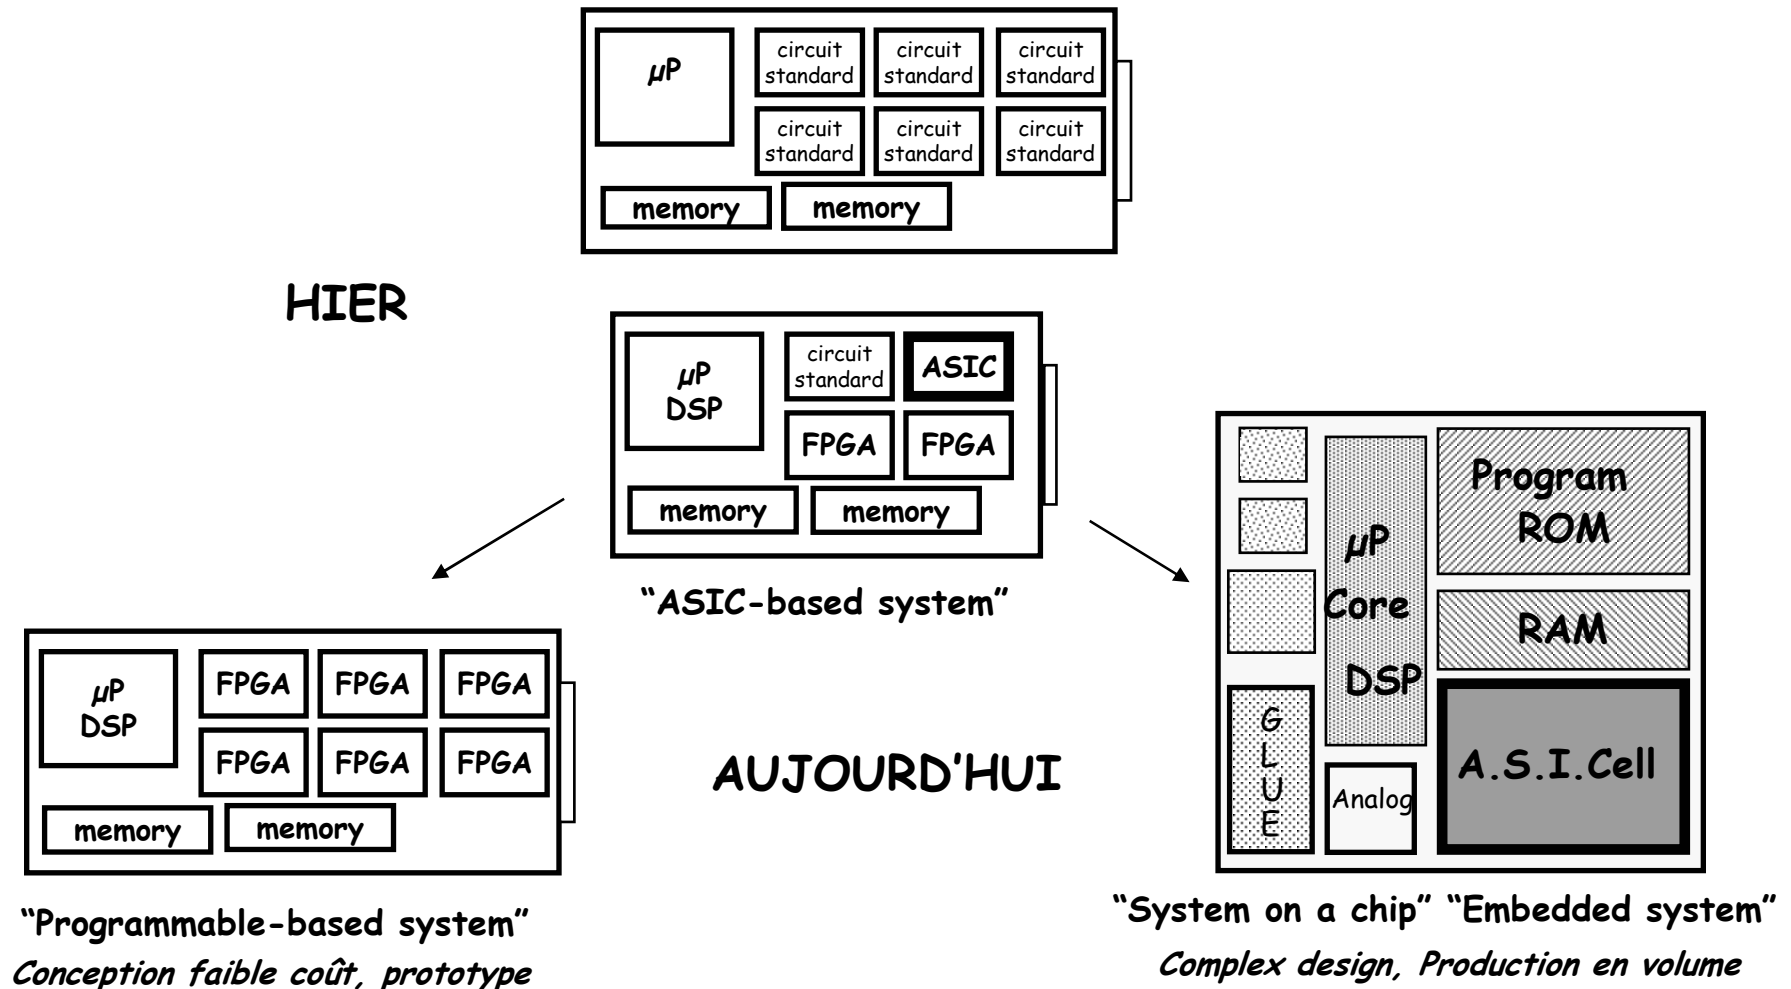 µP
circuit
standard
circuit
standard
circuit
standard
circuit
standard
circuit
standard
circuit
standard
memory
memory
HIER
µP
DSP
circuit
standard
ASIC
FPGA
FPGA
memory
memory
“ASIC-based system”
µP
DSP
FPGA
FPGA
FPGA
FPGA
FPGA
FPGA
memory
memory
“Programmable-based system”
Conception faible coût, prototype
AUJOURD'HUI
µP
Core
DSP
Program
ROM
RAM
G
L
U
E
Analog
A.S.I.Cell
“System on a chip” “Embedded system”
Complex design, Production en volume